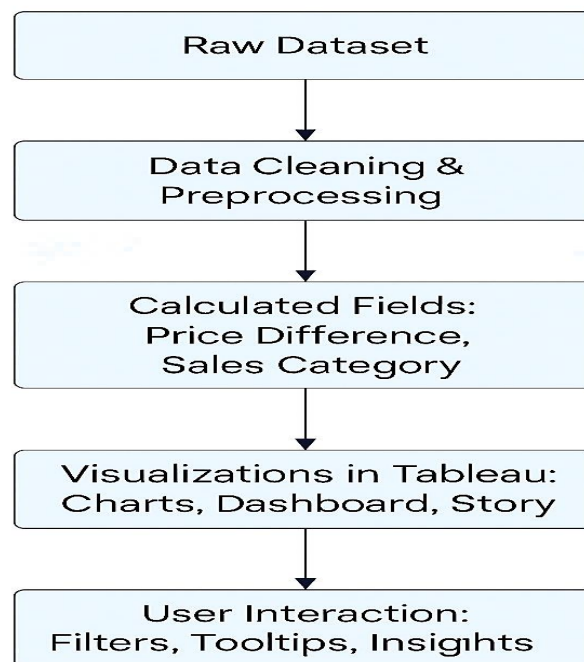 Raw Dataset
Data Cleaning &
Preprocessing
Calculated Fields:
Price Difference,
Sales Category
Visualizations in Tableau:
Charts, Dashboard, Story
User Interaction:
Filters, Tooltips, Insights